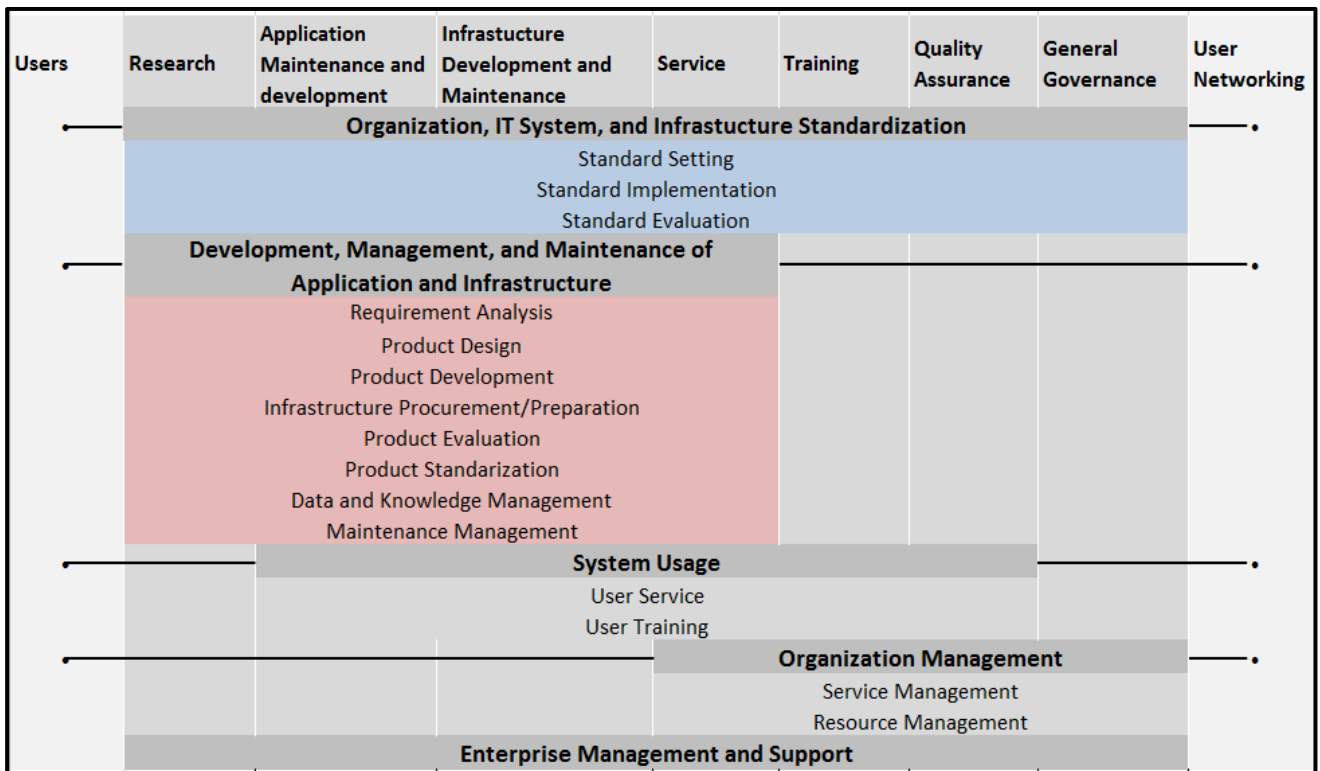 Users
Research
Application
Maintenance and
development
Infrastucture
Development and
Maintenance
Service
Training
Quality
Assurance
General
Governance
User
Networking
Organization, IT System, and Infrastucture Standardization
Standard Setting
Standard Implementation
Standard Evaluation
Development, Management, and Maintenance of
Application and Infrastructure
Requirement Analysis
Product Design
Product Development
Infrastructure Procurement/Preparation
Product Evaluation
Product Standarization
Data and Knowledge Management
Maintenance Management
System Usage
User Service
User Training
Organization Management
Service Management
Resource Management
Enterprise Management and Support